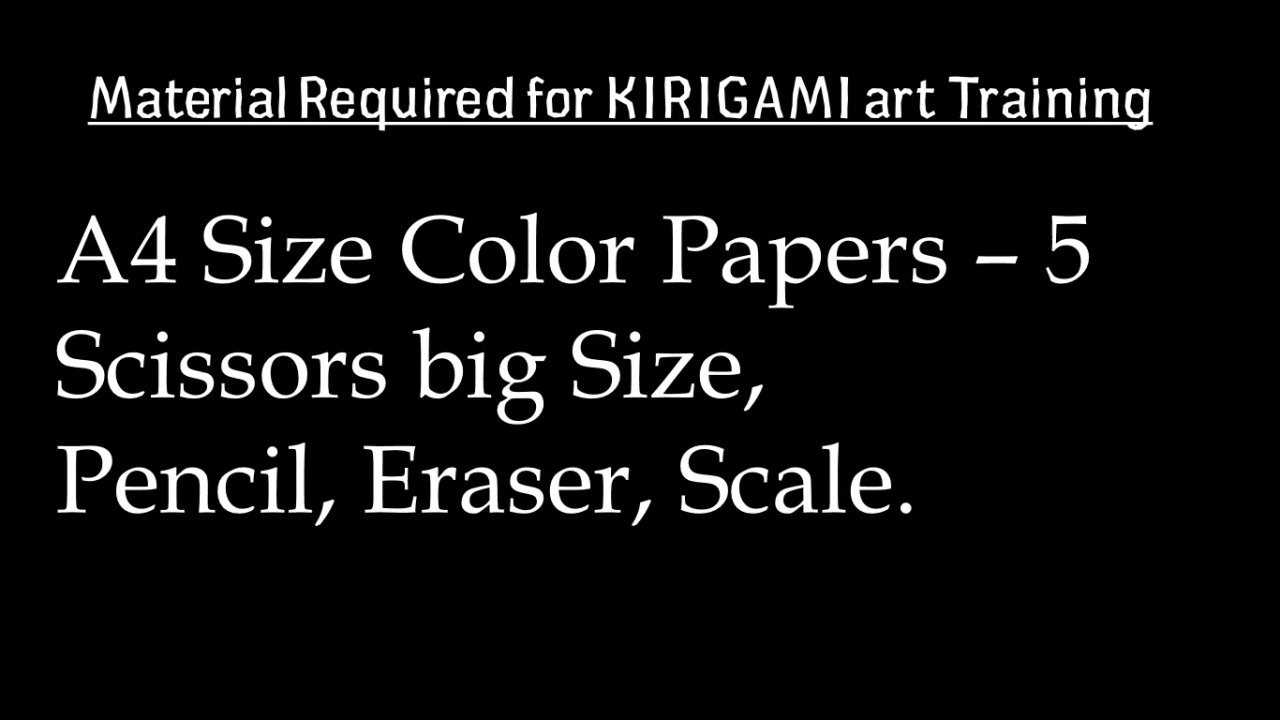 Material Required for KIRIGAMI art Training
A4 Size Color Papers – 5
Scissors big Size,
Pencil, Eraser, Scale.